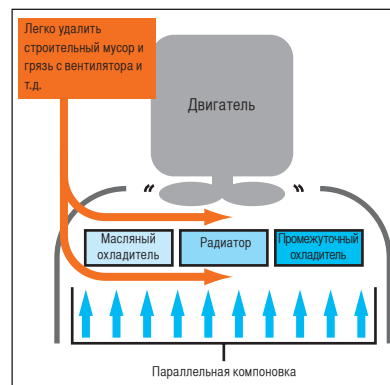 Легко удалить
строительный мусор и
грязь с вентилятора и
т.д.
Двигатель
Масляный
охладитель
Радиатор
Промежуточный
охладитель
Параллельная компоновка